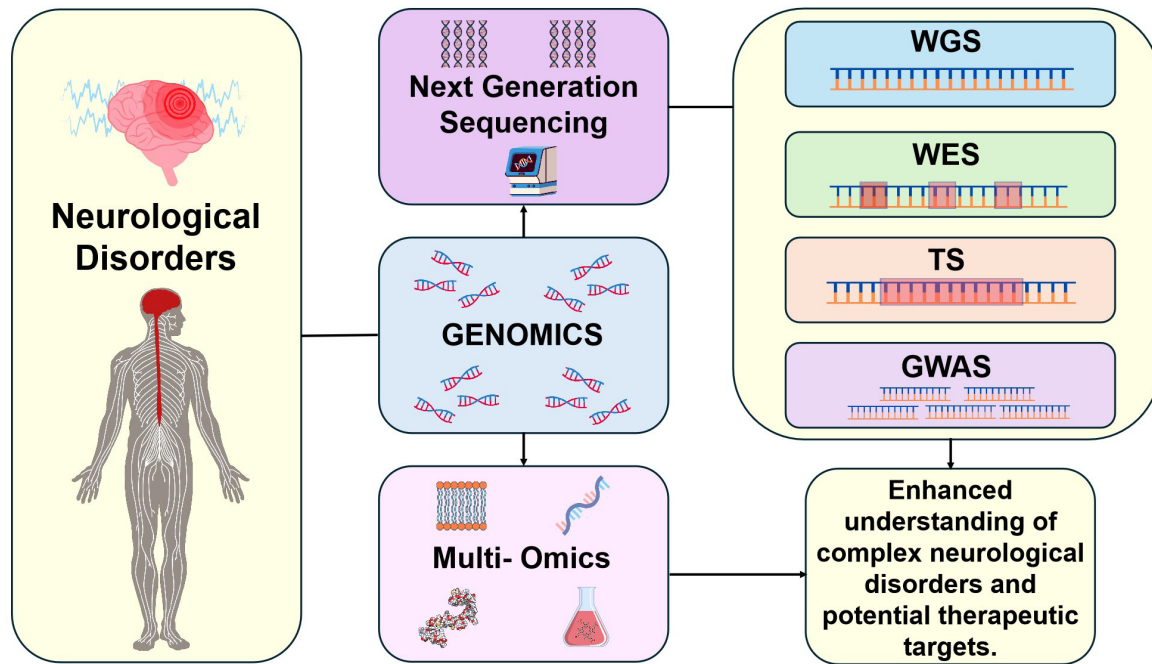 Neurological
Disorders
Next Generation
Sequencing
GENOMICS
Multi- Omics
WGS
WES
TS
GWAS
Enhanced
understanding of
complex neurological
disorders and
potential therapeutic
targets.